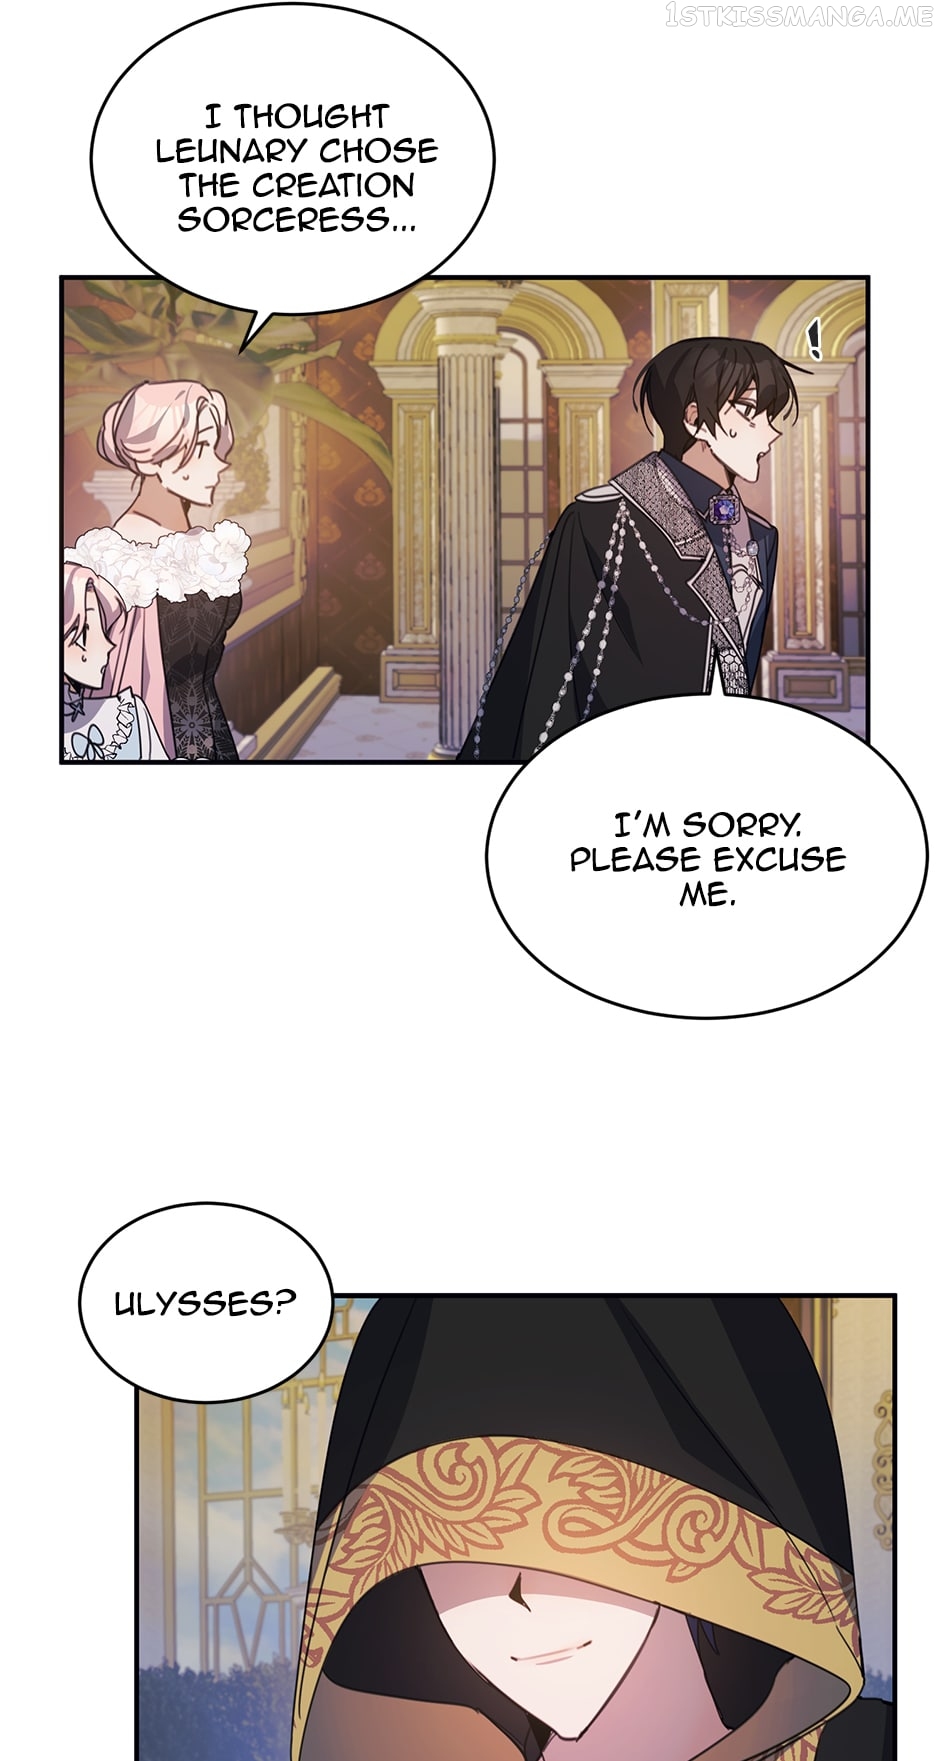 1STKISSMANGA.ME
I THOUGHT
LEUNARY CHOSE
THE CREATION
SORCERESS...
!
I'M SORRY.
PLEASE EXCUSE
ME.
ULYSSES?